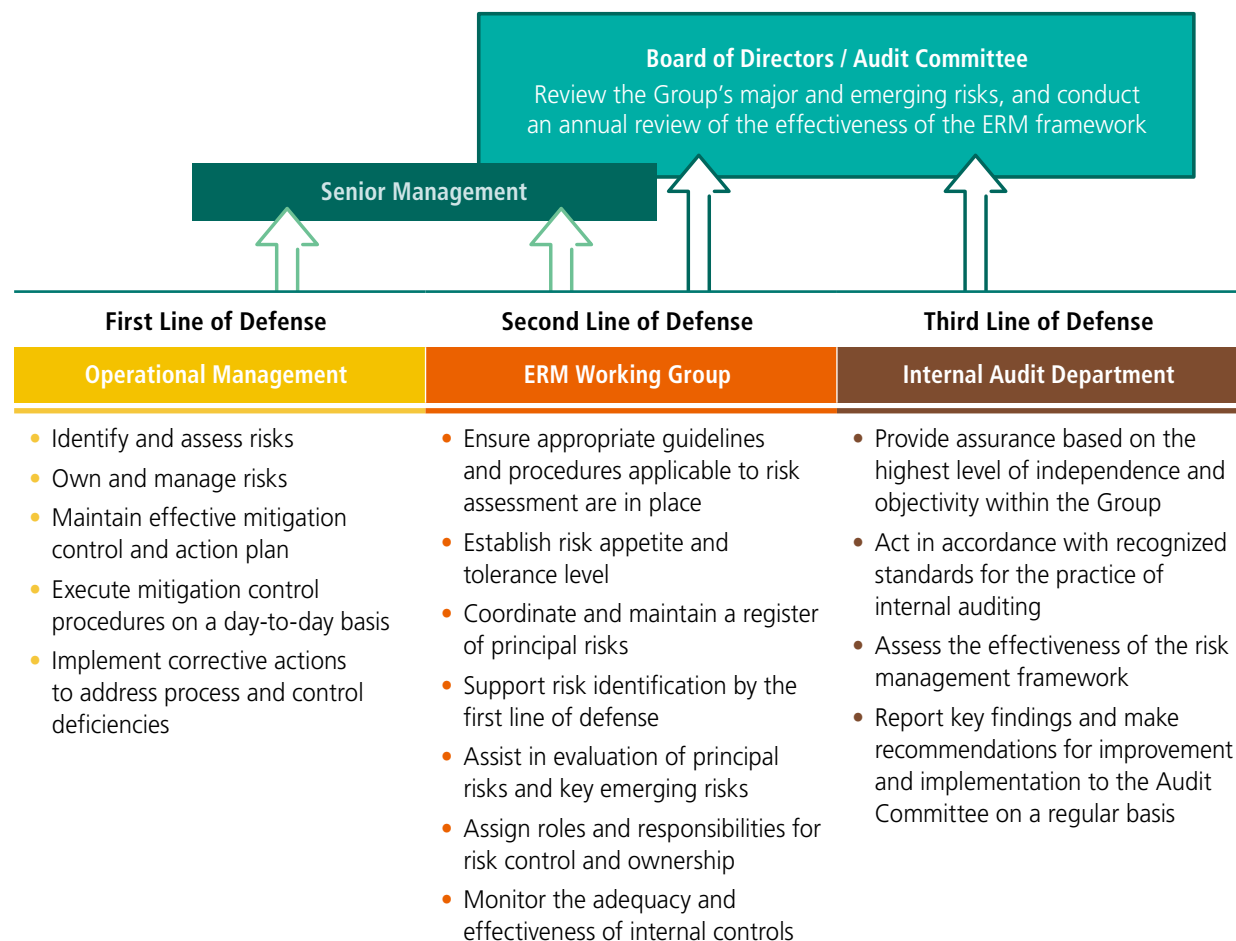 Board of Directors / Audit Committee
Review the Group's major and emerging risks, and conduct
an annual review of the effectiveness of the ERM framework
Senior Management
First Line of Defense
Operational Management
• Identify and assess risks
• Own and manage risks
• Maintain effective mitigation
control and action plan
• Execute mitigation control
procedures on a day-to-day basis
• Implement corrective actions
to address process and control
deficiencies
Second Line of Defense
ERM Working Group
• Ensure appropriate guidelines
and procedures applicable to risk
assessment are in place
• Establish risk appetite and
tolerance level
• Coordinate and maintain a register
of principal risks
• Support risk identification by the
first line of defense
• Assist in evaluation of principal
risks and key emerging risks
• Assign roles and responsibilities for
risk control and ownership
• Monitor the adequacy and
effectiveness of internal controls
Third Line of Defense
Internal Audit Department
• Provide assurance based on the
highest level of independence and
objectivity within the Group
• Act in accordance with recognized
standards for the practice of
internal auditing
• Assess the effectiveness of the risk
management framework
• Report key findings and make
recommendations for improvement
and implementation to the Audit
Committee on a regular basis